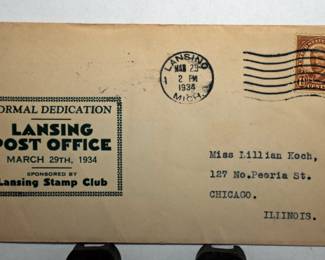 LANSING
MAR 29
2 PM
1934
MICH.
FORMAL DEDICATION
LANSING
POST OFFICE
MARCH 29TH, 1934
SPONSORED BY
Lansing Stamp Club
Miss Lillian Koch,
127 No.Peoria St.
CHICAGO.
ILINOIS.